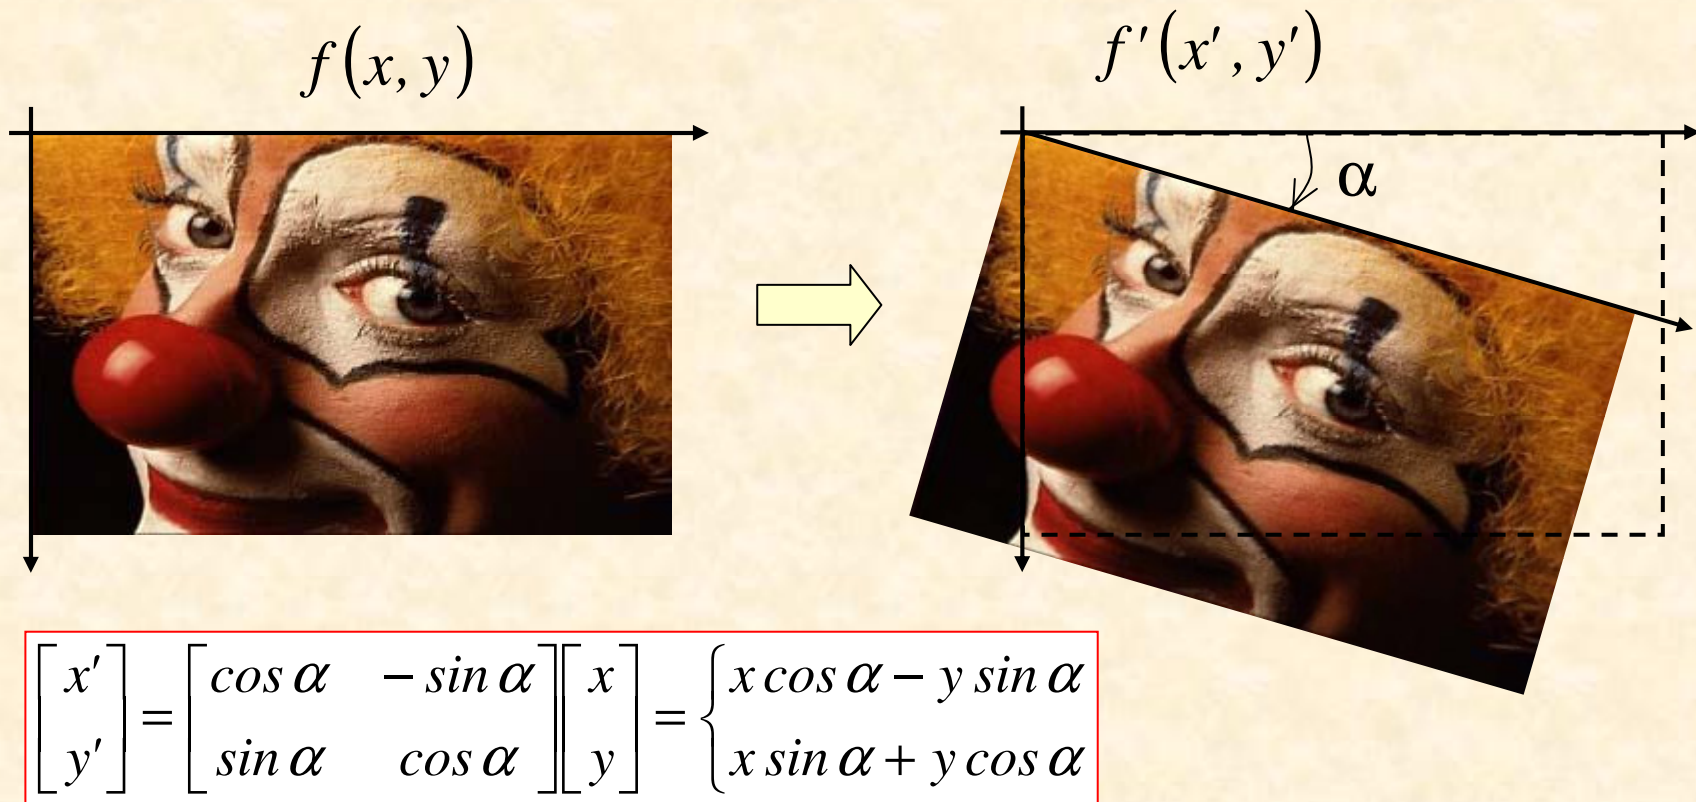 f(x, y)
f'(x', y')
α
[x' y'] = [cos α − sin α sin α cos α] [x y] = { x cos α − y sin α x sin α + y cos α